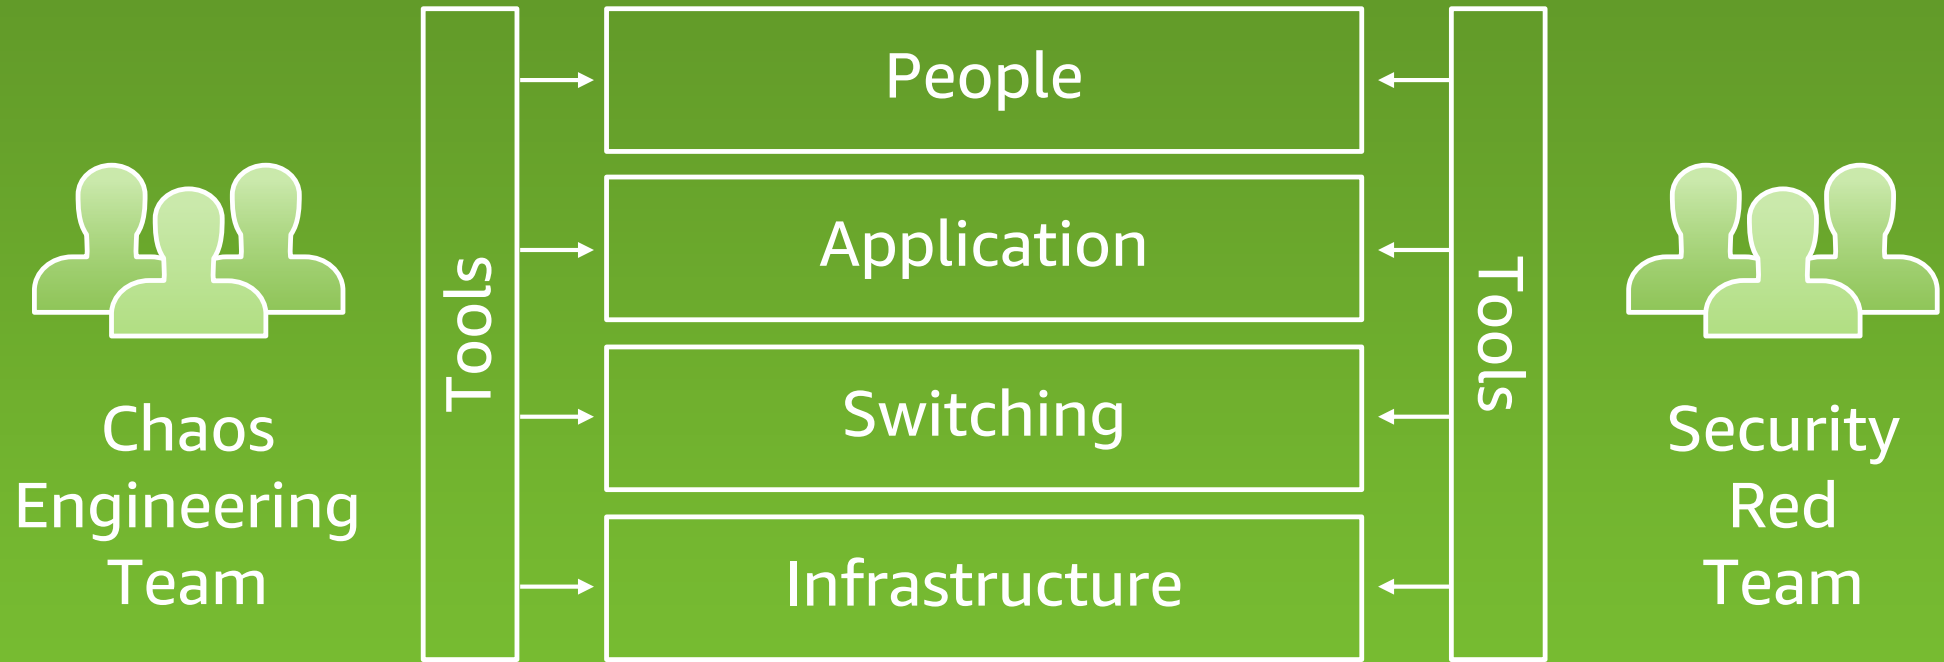 Chaos
Engineering
Team
Tools
People
Application
Switching
Infrastructure
Tools
Security
Red
Team